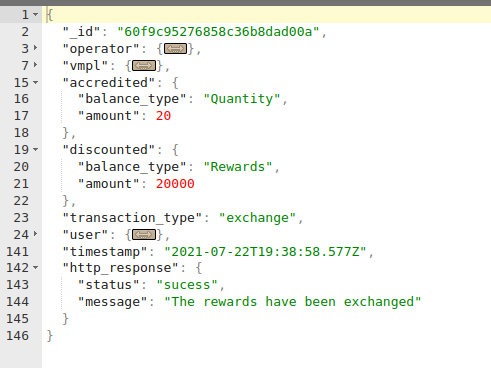 1 {
2 "_id": "60f9c95276858c36b8dad00a",
3 "operator": {},
7 "vmpl": {},
15 "accredited": {
16 "balance_type": "Quantity",
17 "amount": 20
18 },
19 "discounted": {
20 "balance_type": "Rewards",
21 "amount": 20000
22 },
23 "transaction_type": "exchange",
24 "user": {},
141 "timestamp": "2021-07-22T19:38:58.577Z",
142 "http_response": {
143 "status": "sucess",
144 "message": "The rewards have been exchanged"
145 }
146 }